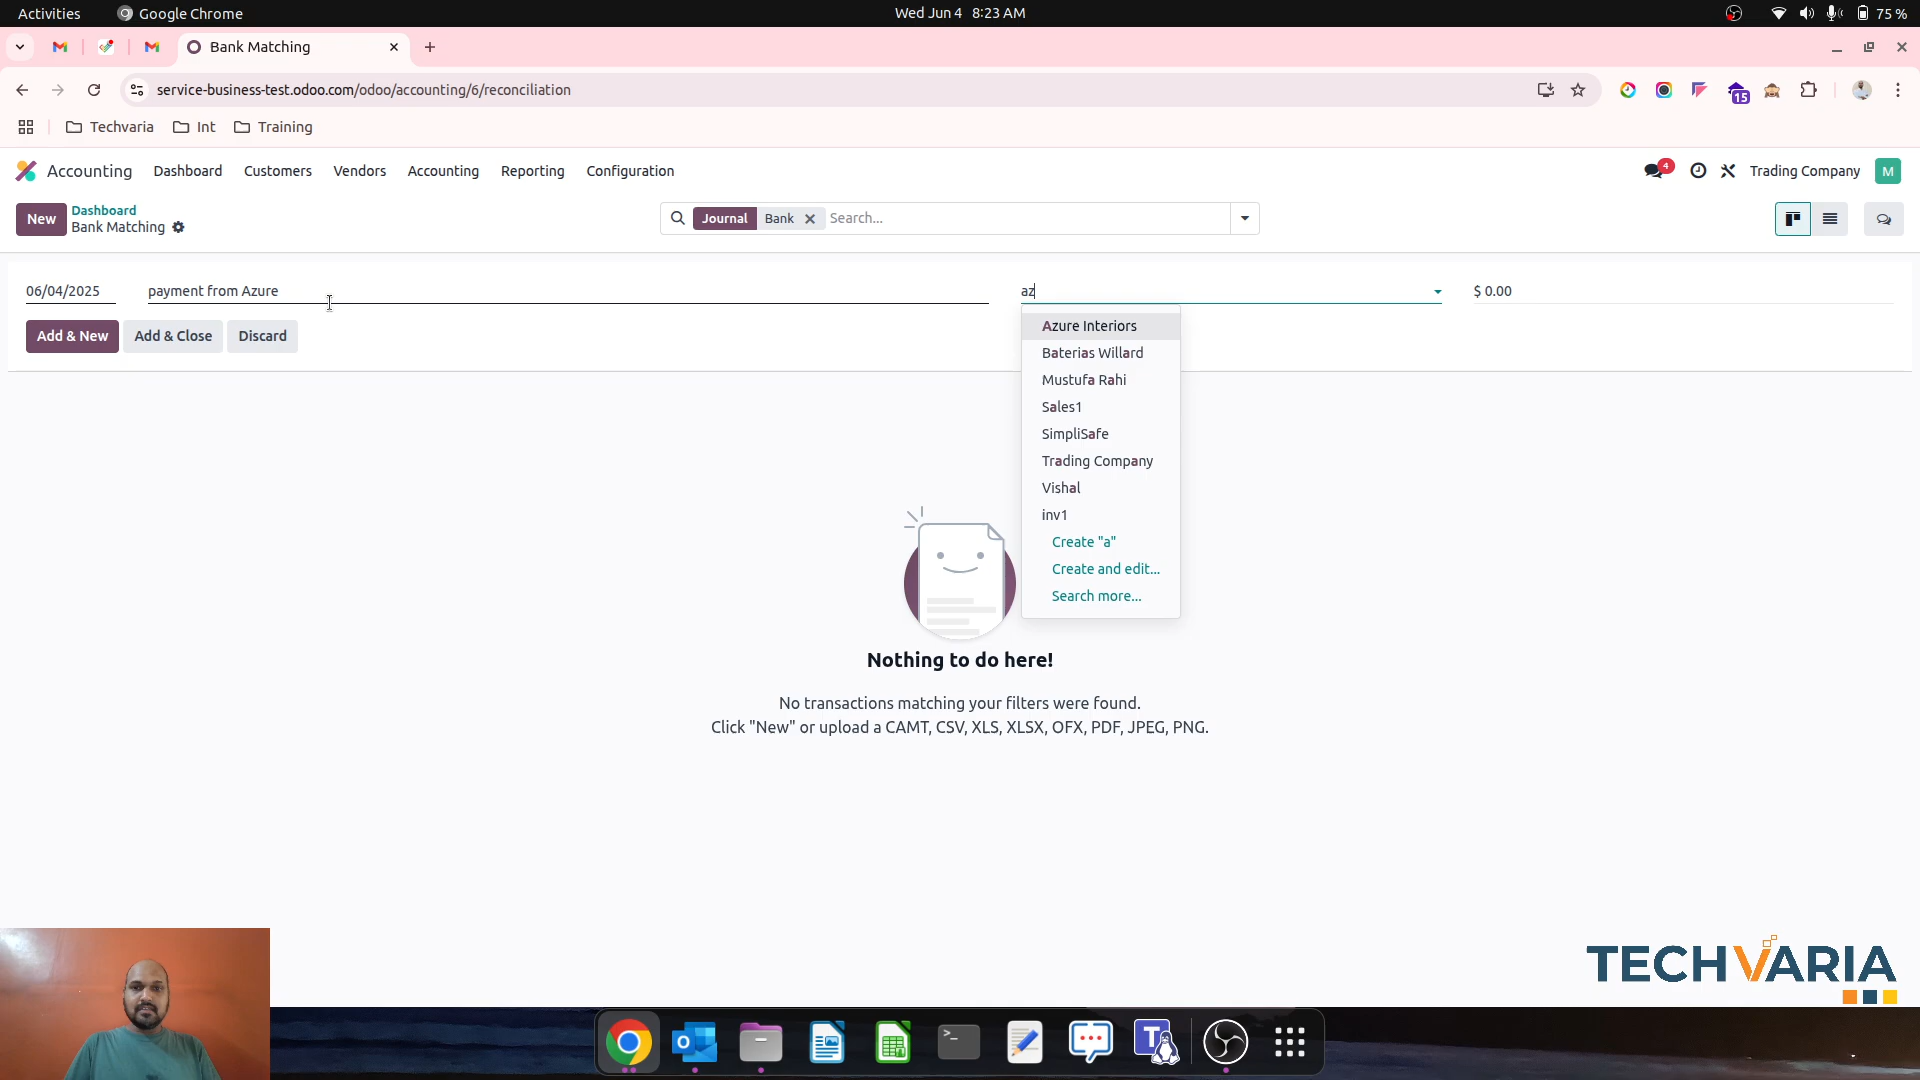 Activities Google Chrome Wed Jun 4 8:23 AM 75 %
Bank Matching
service-business-test.odoo.com/odoo/accounting/6/reconciliation 15
Techvaria Int Training
Accounting Dashboard Customers Vendors Accounting Reporting Configuration 4 Trading Company M
New Dashboard
Bank Matching
Journal Bank Search...
06/04/2025 payment from Azure az $ 0.00
Add & New Add & Close Discard
Azure Interiors
Baterias Willard
Mustufa Rahi
Sales1
SimpliSafe
Trading Company
Vishal
inv1
Create "a"
Create and edit...
Search more...
Nothing to do here!
No transactions matching your filters were found.
Click "New" or upload a CAMT, CSV, XLS, XLSX, OFX, PDF, JPEG, PNG.
TECHVARIA